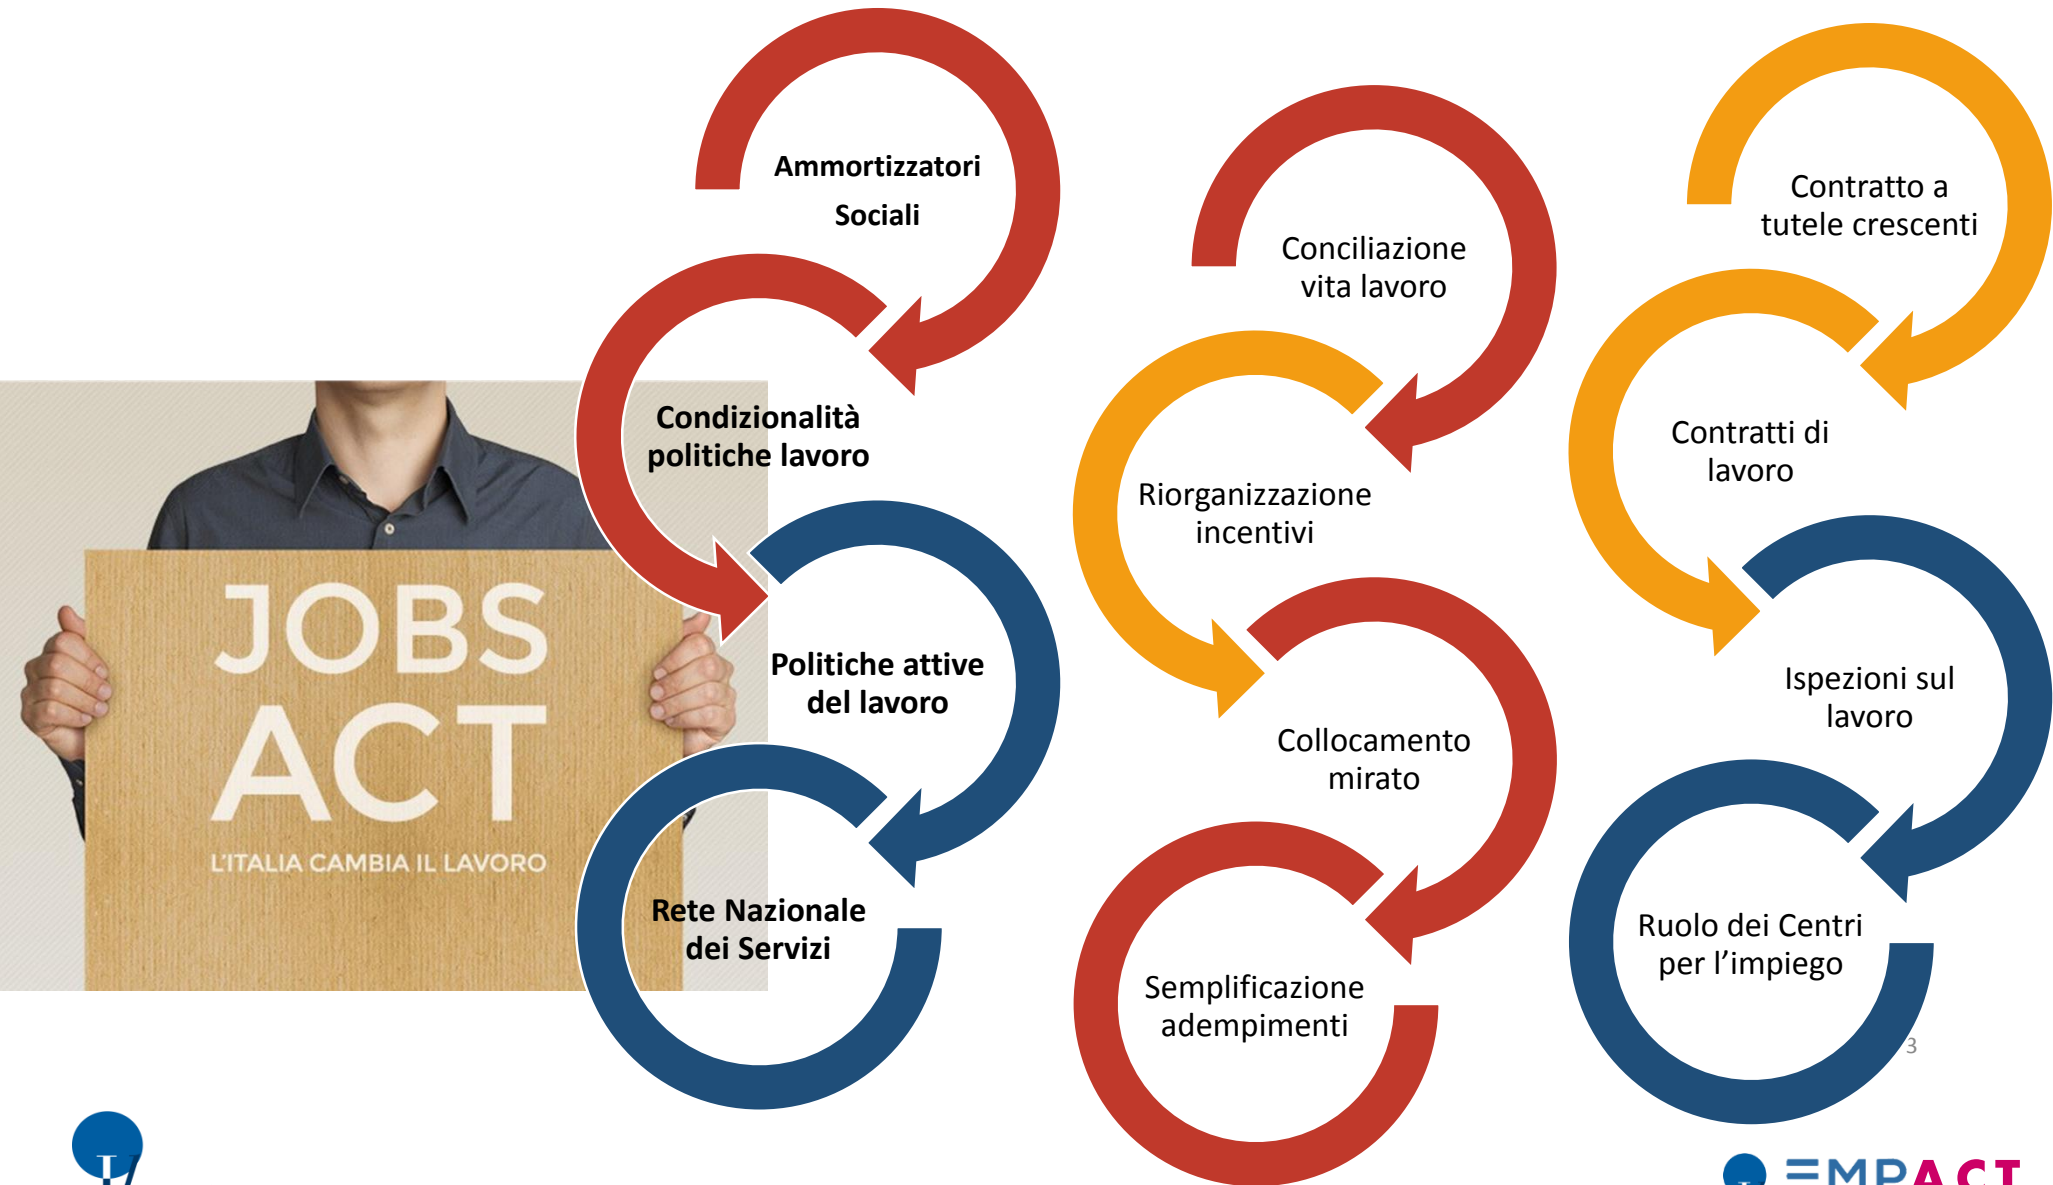 Ammortizzatori
Sociali
Condizionalità
politiche lavoro
Politiche attive
del lavoro
Rete Nazionale
dei Servizi
JOBS
ACT
L'ITALIA CAMBIA IL LAVORO
Conciliazione
vita lavoro
Riorganizzazione
incentivi
Collocamento
mirato
Semplificazione
adempimenti
Contratto a
tutele crescenti
Contratti di
lavoro
Ispezioni sul
lavoro
Ruolo dei Centri
per l’impiego
3
EMPACT